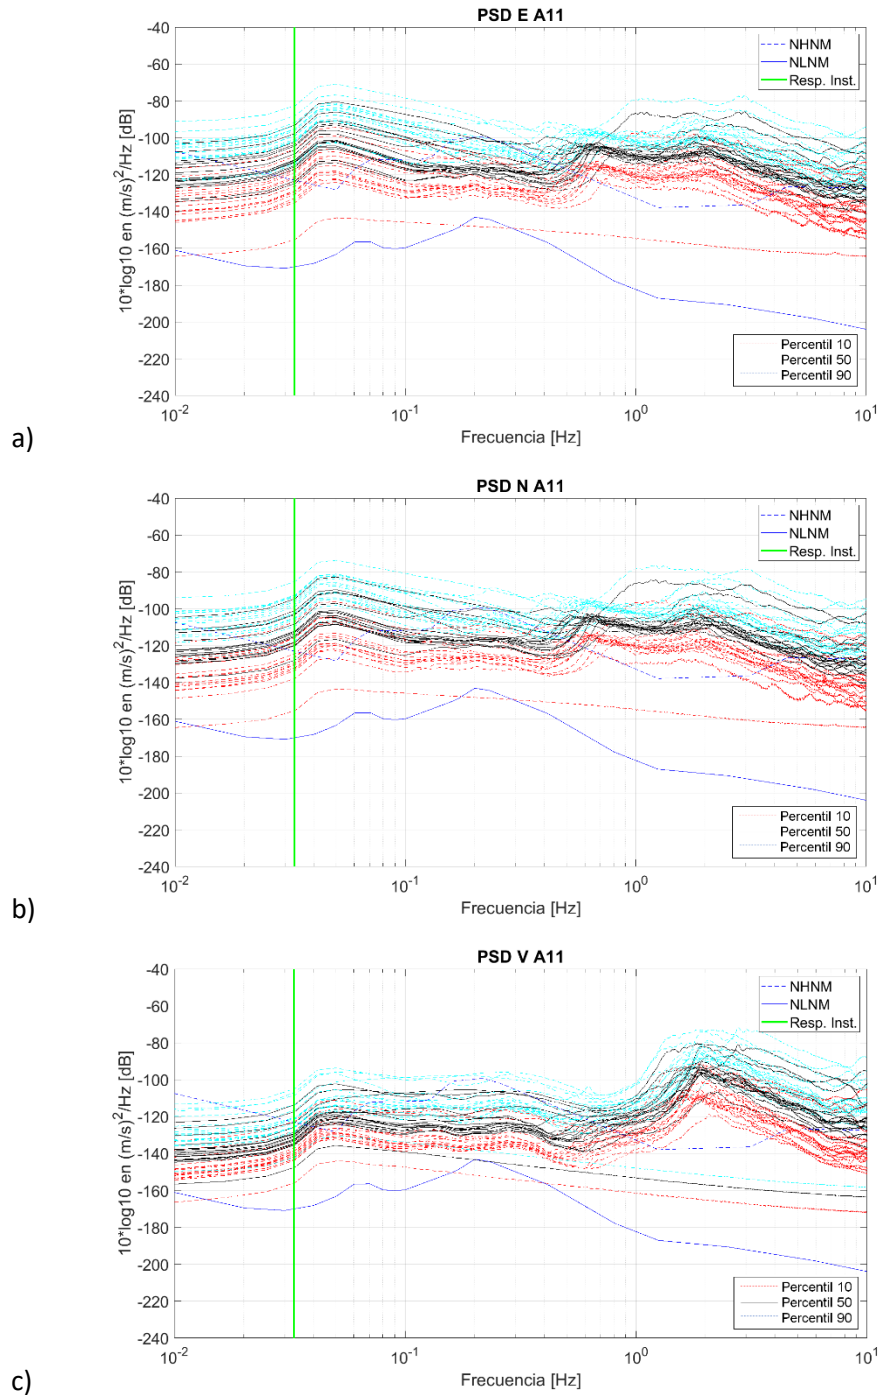 PSD E A11
-40
-60
-80
-100
-120
-140
-160
-180
-200
-220
-240
10*log10 en (m/s)²/Hz [dB]
NHNM
NLNM
Resp. Inst.
Percentil 10
Percentil 50
Percentil 90
10⁻² 10⁻¹ 10⁰ 10¹
Frecuencia [Hz]
a)
PSD N A11
-40
-60
-80
-100
-120
-140
-160
-180
-200
-220
-240
10*log10 en (m/s)²/Hz [dB]
NHNM
NLNM
Resp. Inst.
Percentil 10
Percentil 50
Percentil 90
10⁻² 10⁻¹ 10⁰ 10¹
Frecuencia [Hz]
b)
PSD V A11
-40
-60
-80
-100
-120
-140
-160
-180
-200
-220
-240
10*log10 en (m/s)²/Hz [dB]
NHNM
NLNM
Resp. Inst.
Percentil 10
Percentil 50
Percentil 90
10⁻² 10⁻¹ 10⁰ 10¹
Frecuencia [Hz]
c)